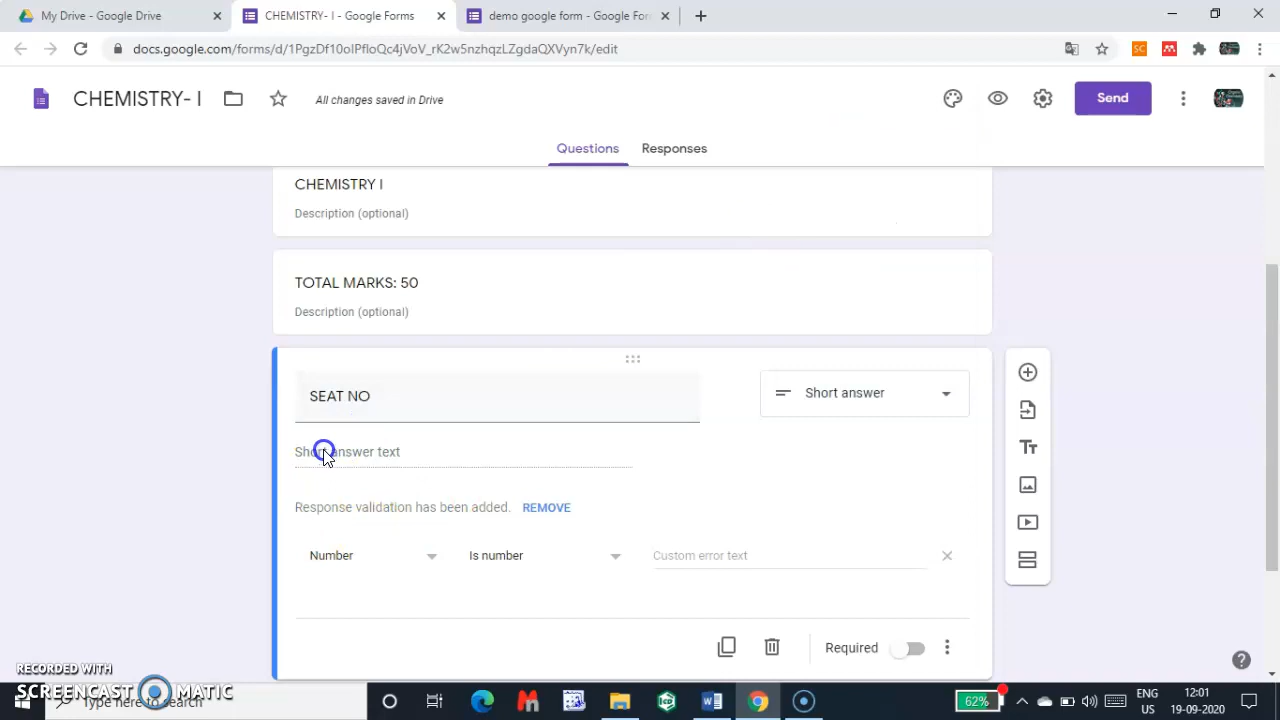 My Drive - Google Drive
CHEMISTRY- I - Google Forms
demo google form - Google For
docs.google.com/forms/d/1PgzDf10oIPfIoQc4jVoV_rK2w5nzhqzLZgdaQXVyn7k/edit
SC
CHEMISTRY- I
All changes saved in Drive
Send
Questions
Responses
CHEMISTRY I
Description (optional)
TOTAL MARKS: 50
Description (optional)
SEAT NO
Short answer
Short answer text
Response validation has been added. REMOVE
Number
Is number
Custom error text
Required
RECORDED WITH
SCREENCAST MATIC
Type here to search
62%
ENG
US
12:01
19-09-2020